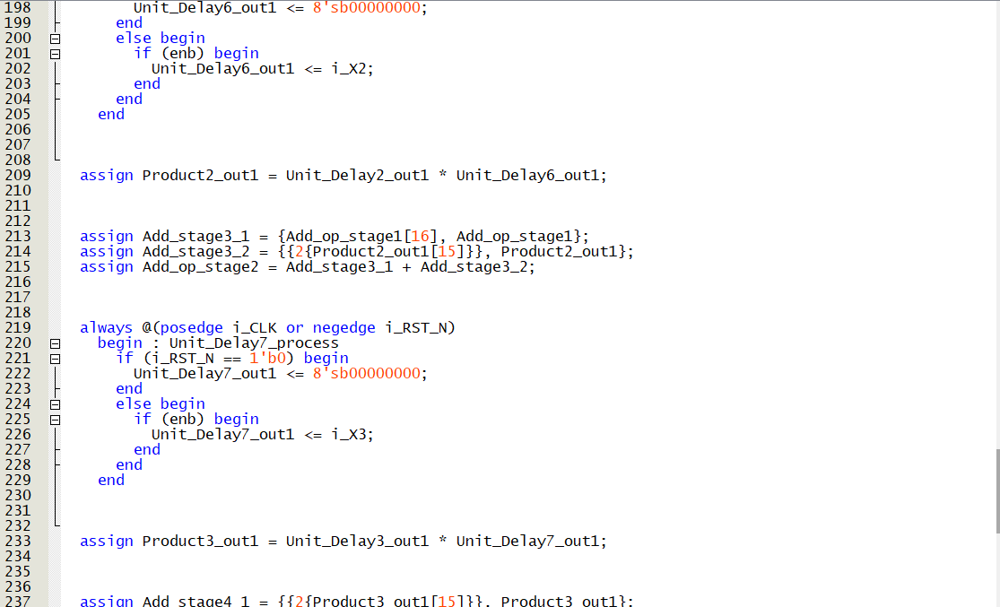 198 Unit_Delay6_out1 <= 8'sb00000000;
199 end
200 else begin
201 if (enb) begin
202 Unit_Delay6_out1 <= i_X2;
203 end
204 end
205 end
206
207
208
209 assign Product2_out1 = Unit_Delay2_out1 * Unit_Delay6_out1;
210
211
212
213 assign Add_stage3_1 = {Add_op_stage1[16], Add_op_stage1};
214 assign Add_stage3_2 = {{2{Product2_out1[15]}}, Product2_out1};
215 assign Add_op_stage2 = Add_stage3_1 + Add_stage3_2;
216
217
218
219 always @(posedge i_CLK or negedge i_RST_N)
220 begin : Unit_Delay7_process
221 if (i_RST_N == 1'b0) begin
222 Unit_Delay7_out1 <= 8'sb00000000;
223 end
224 else begin
225 if (enb) begin
226 Unit_Delay7_out1 <= i_X3;
227 end
228 end
229 end
230
231
232
233 assign Product3_out1 = Unit_Delay3_out1 * Unit_Delay7_out1;
234
235
236
237 assign Add_stage4_1 = {{2{Product3_out1[15]}}, Product3_out1};